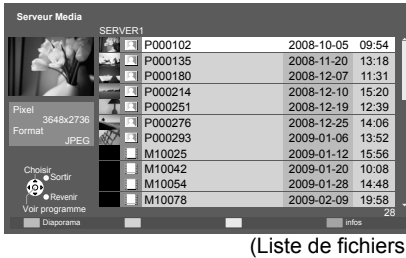 Serveur Media
SERVER1
P000102 2008-10-05 09:54
P000135 2008-11-20 13:18
P000180 2008-12-07 11:31
P000214 2008-12-10 15:20
P000251 2008-12-19 12:39
P000276 2008-12-25 14:06
P000293 2009-01-06 13:52
M10025 2009-01-12 15:56
M10042 2009-01-20 10:08
M10054 2009-01-28 14:48
M10078 2009-02-09 19:58
Pixel
3648x2736
Format
JPEG
Choisir
Sortir
Revenir
Voir programme
28
Diaporama infos
(Liste de fichiers